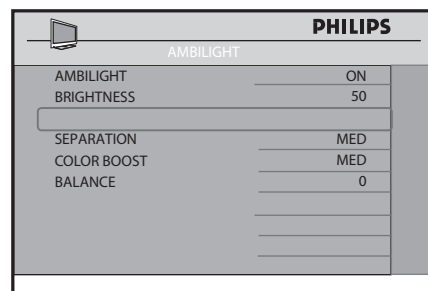 PHILIPS
AMBILIGHT
AMBILIGHT ON
BRIGHTNESS 50
SEPARATION MED
COLOR BOOST MED
BALANCE 0